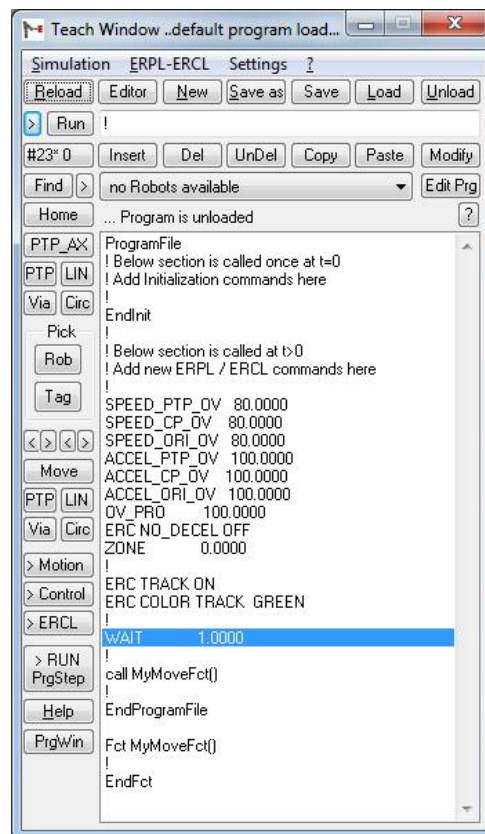 Teach Window ..default program load...
Simulation ERPL-ERCL Settings ?
Reload Editor New Save as Save Load Unload
> Run !
#23* 0 Insert Del UnDel Copy Paste Modify
Find > no Robots available Edit Prg
Home ... Program is unloaded ?
PTP_AX
PTP LIN
Via Circ
Pick
Rob
Tag
< > < >
Move
PTP LIN
Via Circ
> Motion
> Control
> ERCL
> RUN
PrgStep
Help
PrgWin
ProgramFile
! Below section is called once at t=0
! Add Initialization commands here
!
EndInit
!
! Below section is called at t>0
! Add new ERPL / ERCL commands here
!
SPEED_PTP_OV 80.0000
SPEED_CP_OV 80.0000
SPEED_ORI_OV 80.0000
ACCEL_PTP_OV 100.0000
ACCEL_CP_OV 100.0000
ACCEL_ORI_OV 100.0000
OV_PRO 100.0000
ERC NO_DECEL OFF
ZONE 0.0000
!
ERC TRACK ON
ERC COLOR TRACK GREEN
!
WAIT 1.0000
!
call MyMoveFct()
!
EndProgramFile
Fct MyMoveFct()
!
EndFct